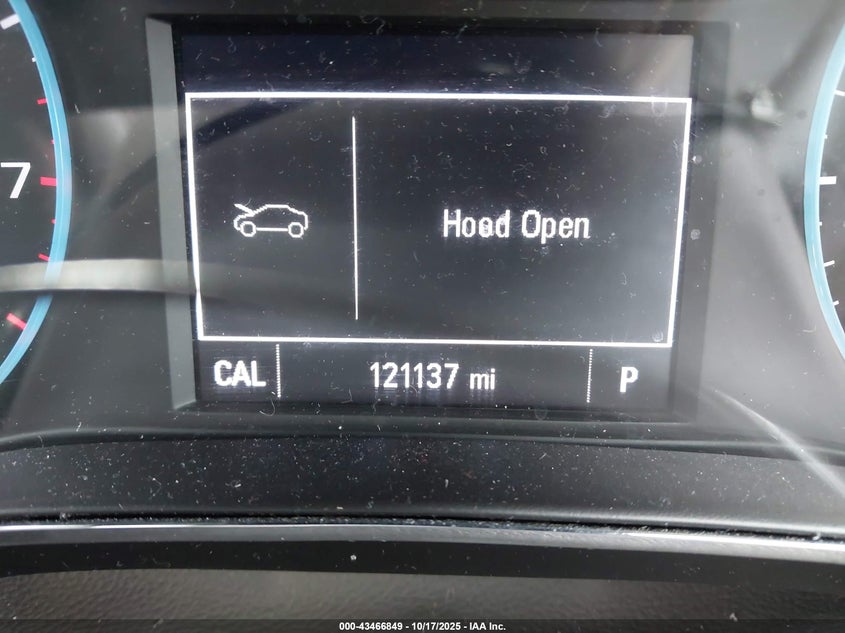 7
Hood Open
CAL 121137 mi P
000-43466849 - 10/17/2025 - IAA Inc.